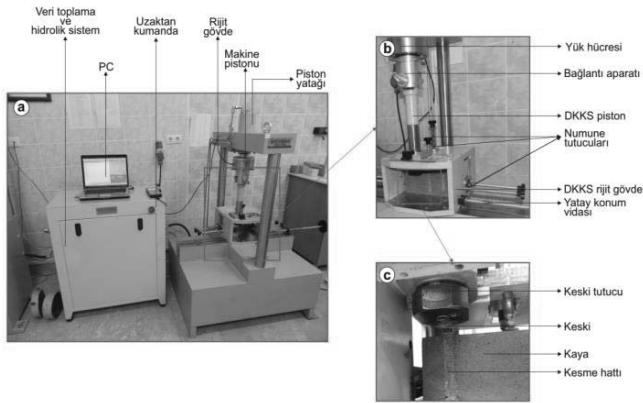 Veri toplama
ve
hidrolik sistem
PC
Uzaktan
kumanda
Rijit
gövde
Makine
pistonu
Piston
yatağı
a
b
Yük hücresi
Bağlantı aparatı
DKKS piston
Numune
tutucuları
DKKS rijit gövde
Yatay konum
vidası
c
Keski tutucu
Keski
Kaya
Kesme hattı